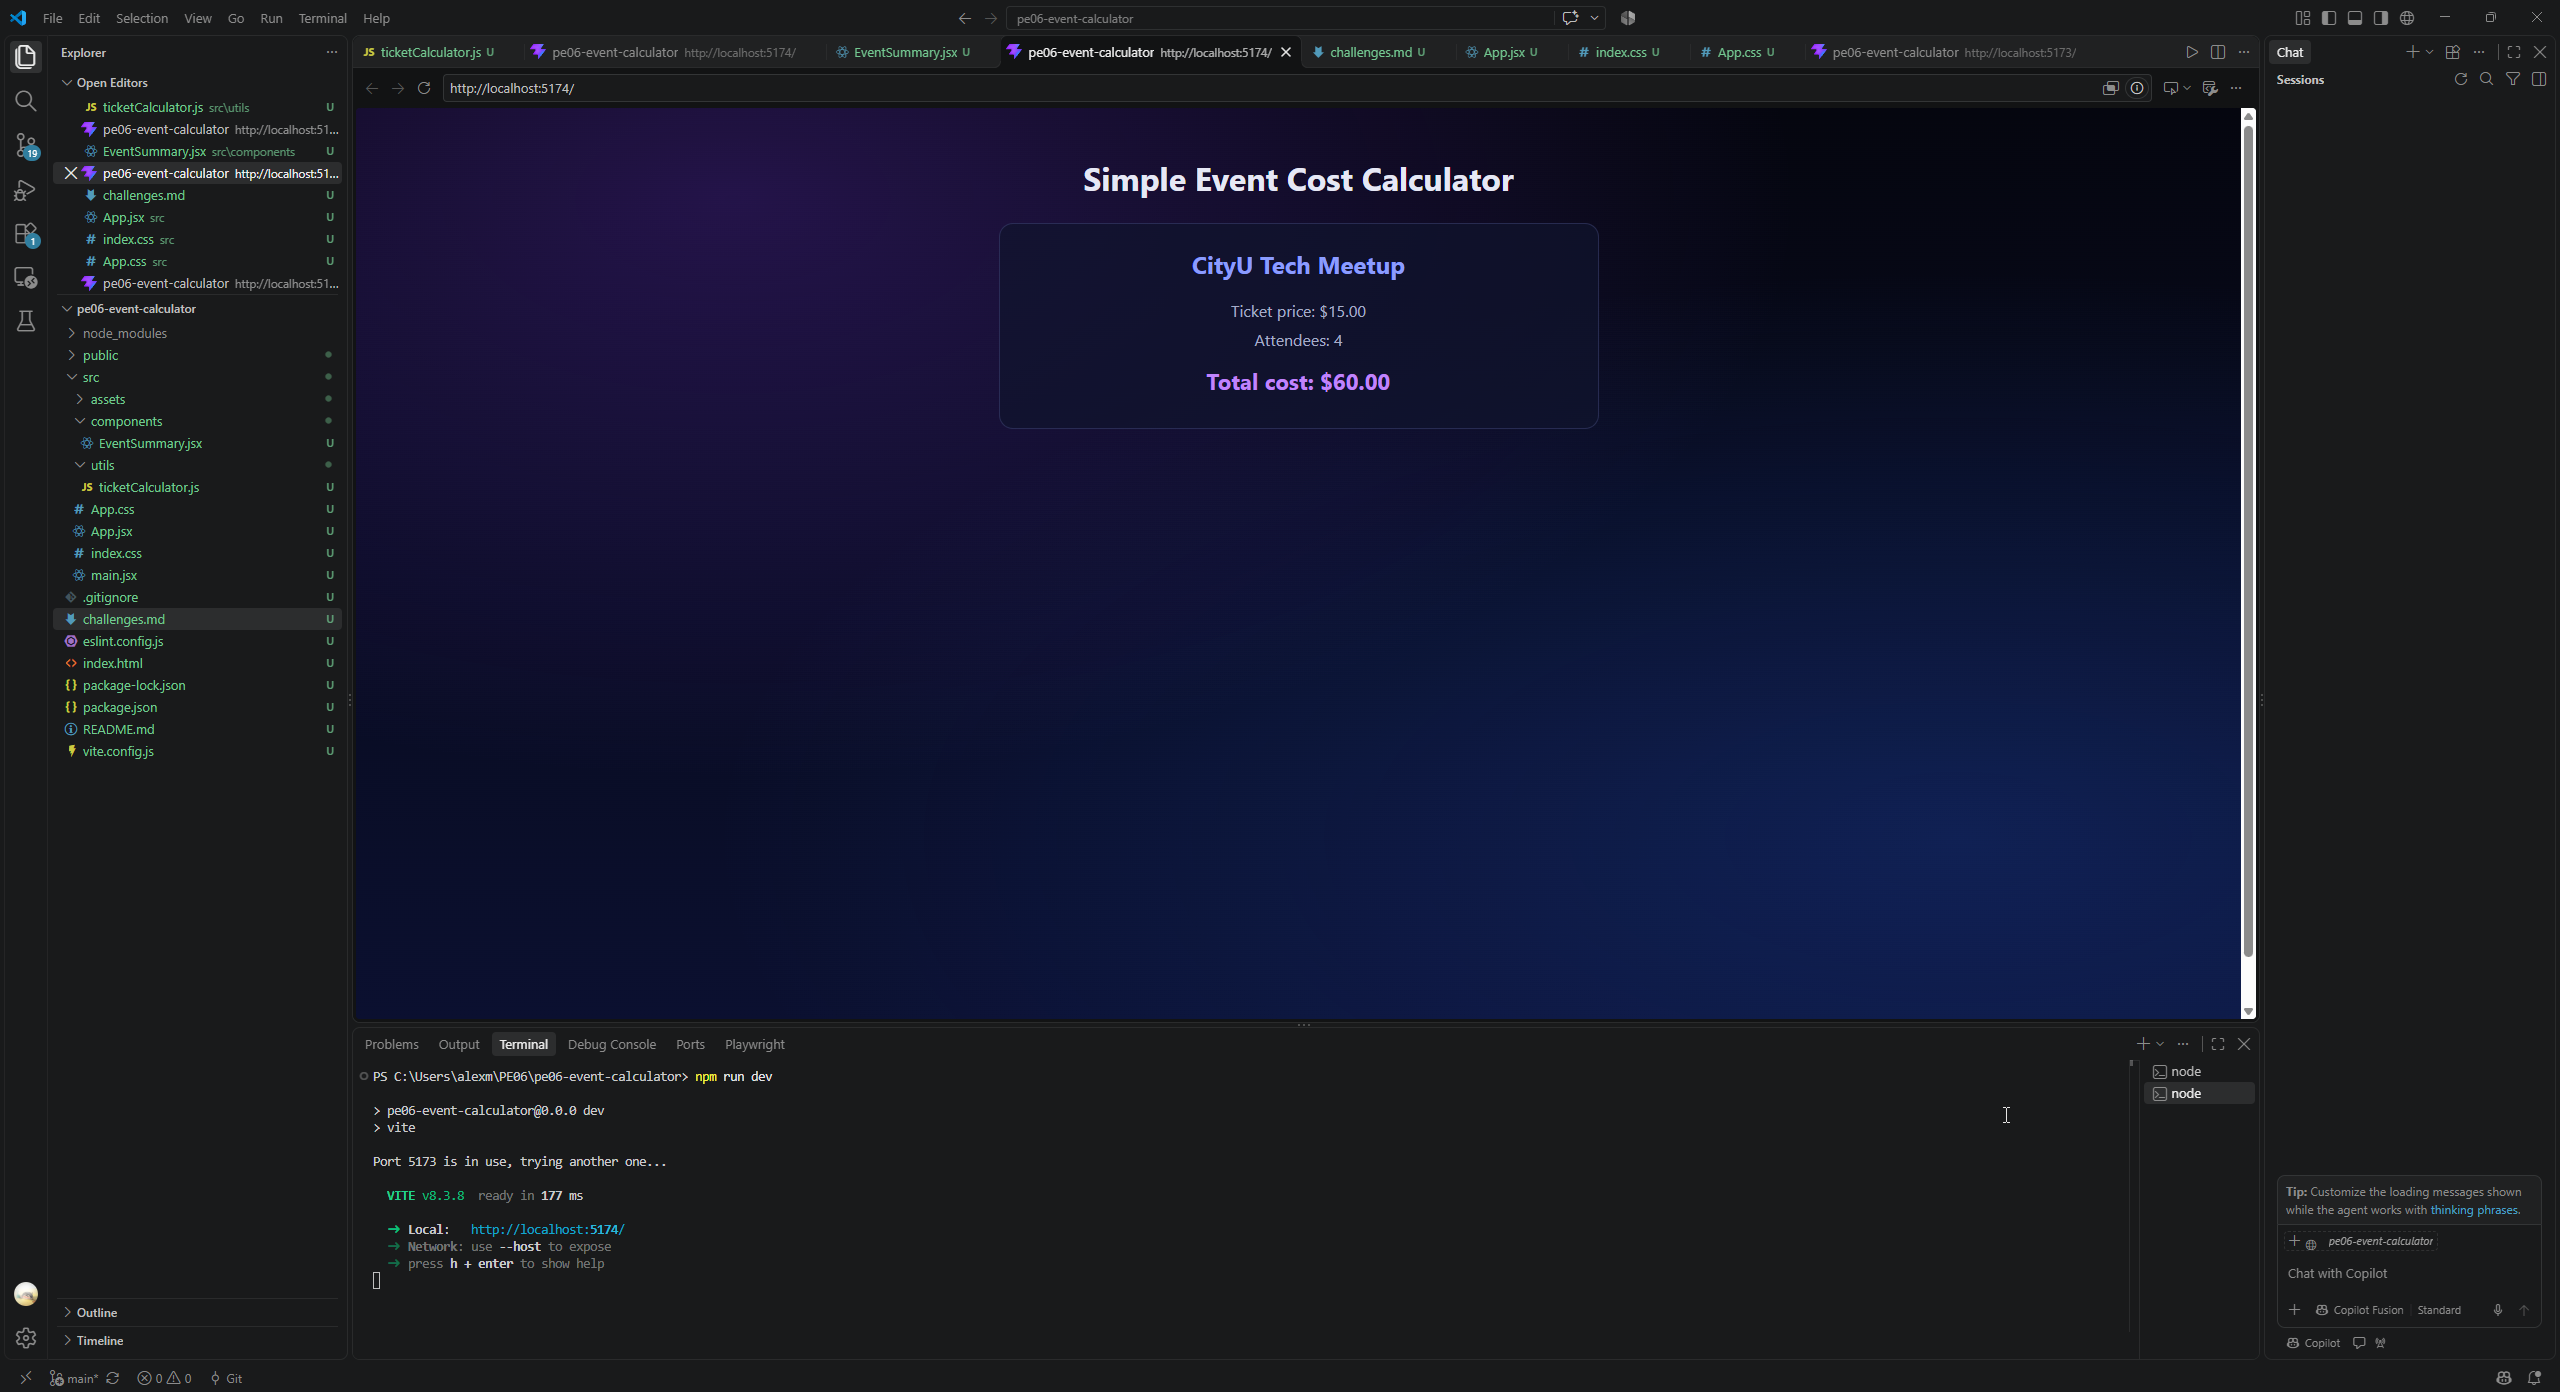 File Edit Selection View Go Run Terminal Help
pe06-event-calculator
Explorer
Open Editors
ticketCalculator.js src\utils U
pe06-event-calculator http://localhost:51...
EventSummary.jsx src\components U
pe06-event-calculator http://localhost:51...
challenges.md U
App.jsx src U
index.css src U
App.css src U
pe06-event-calculator http://localhost:51...
pe06-event-calculator
node_modules
public
src
assets
components
EventSummary.jsx U
utils
JS ticketCalculator.js U
# App.css U
App.jsx U
# index.css U
main.jsx U
.gitignore U
challenges.md U
eslint.config.js U
<> index.html U
{} package-lock.json U
{} package.json U
README.md U
vite.config.js U
Outline
Timeline
19
1
JS ticketCalculator.js U
pe06-event-calculator http://localhost:5174/
EventSummary.jsx U
pe06-event-calculator http://localhost:5174/
challenges.md U
App.jsx U
# index.css U
# App.css U
pe06-event-calculator http://localhost:5173/
http://localhost:5174/
Simple Event Cost Calculator
CityU Tech Meetup
Ticket price: $15.00
Attendees: 4
Total cost: $60.00
Problems Output Terminal Debug Console Ports Playwright
PS C:\Users\alexm\PE06\pe06-event-calculator> npm run dev
> pe06-event-calculator@0.0.0 dev
> vite
Port 5173 is in use, trying another one...
VITE v8.3.8 ready in 177 ms
➜ Local: http://localhost:5174/
➜ Network: use --host to expose
➜ press h + enter to show help
node
node
Chat
Sessions
Tip: Customize the loading messages shown
while the agent works with thinking phrases.
pe06-event-calculator
Chat with Copilot
Copilot Fusion Standard
Copilot
main* 0 0 Git